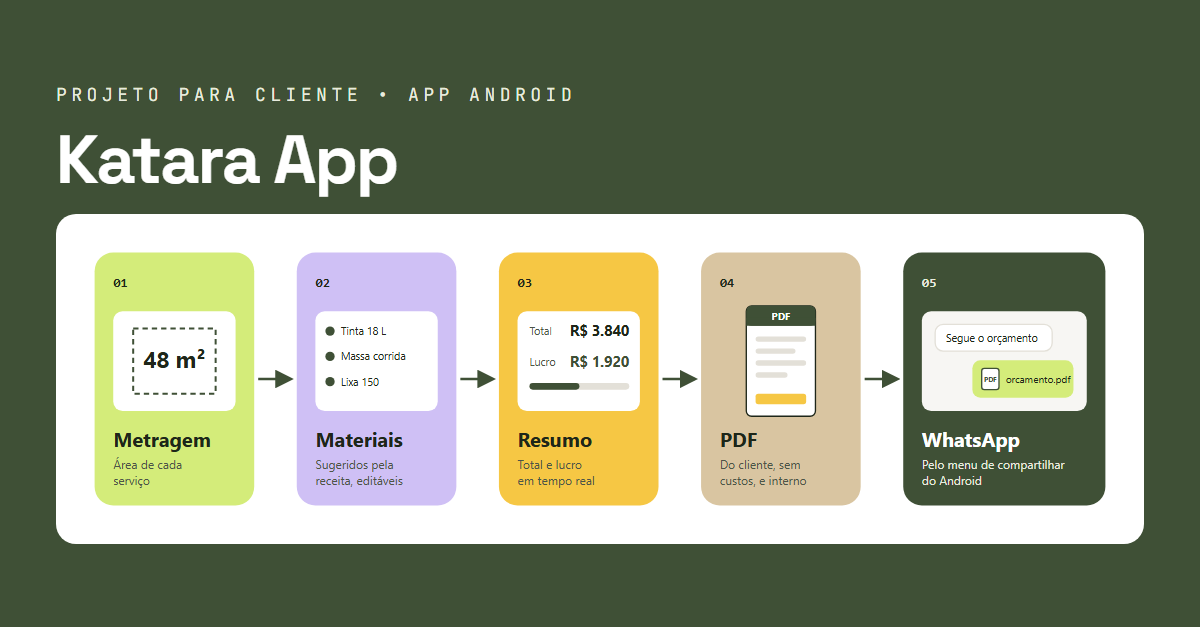 PROJETO PARA CLIENTE • APP ANDROID
Katara App
01
48 m²
Metragem
Área de cada
serviço
02
Tinta 18 L
Massa corrida
Lixa 150
Materiais
Sugeridos pela
receita, editáveis
03
Total R$ 3.840
Lucro R$ 1.920
Resumo
Total e lucro
em tempo real
04
PDF
PDF
Do cliente, sem
custos, e interno
05
Segue o orçamento
PDF orcamento.pdf
WhatsApp
Pelo menu de compartilhar
do Android